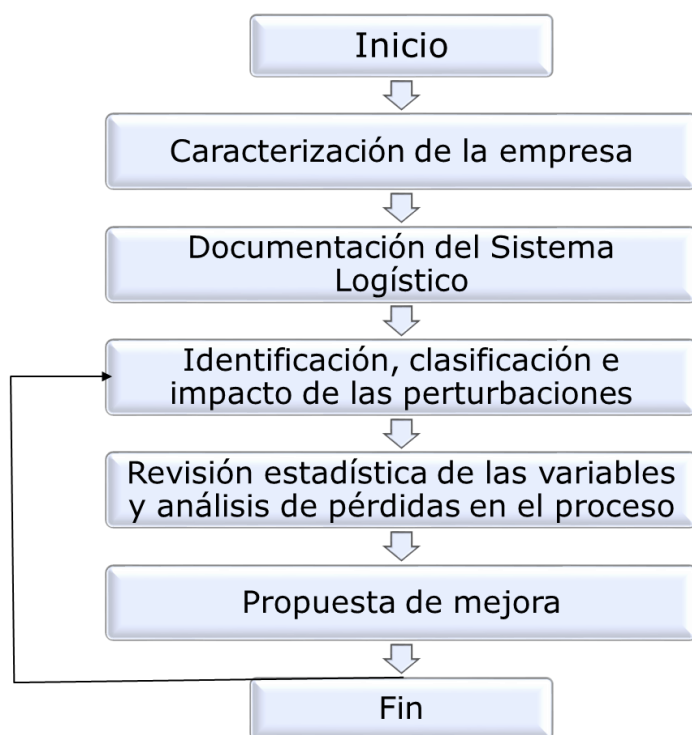 Inicio
Caracterización de la empresa
Documentación del Sistema
Logístico
Identificación, clasificación e
impacto de las perturbaciones
Revisión estadística de las variables
y análisis de pérdidas en el proceso
Propuesta de mejora
Fin